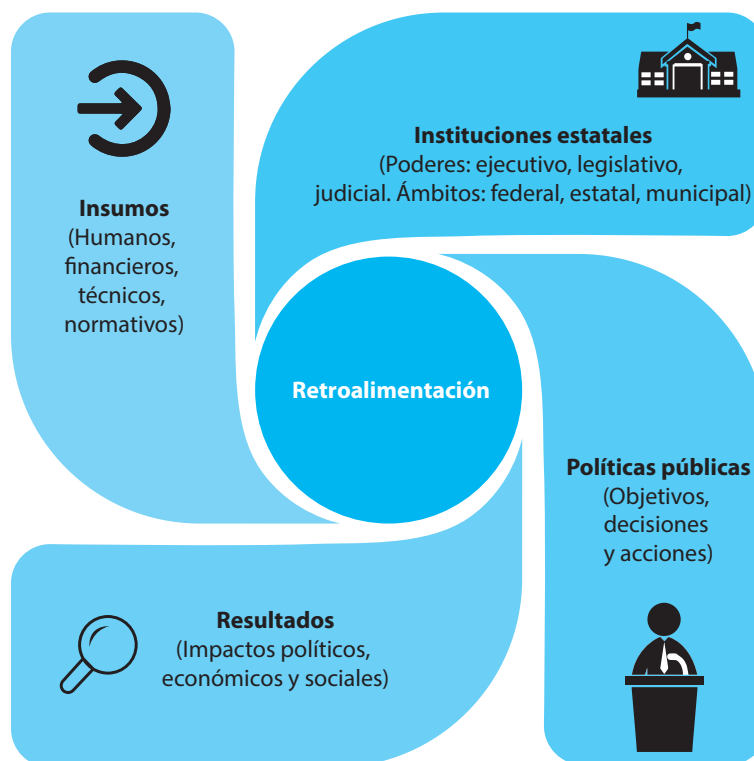 Insumos
(Humanos,
financieros,
técnicos,
normativos)
Instituciones estatales
(Poderes: ejecutivo, legislativo,
judicial. Ámbitos: federal, estatal, municipal)
Retroalimentación
Políticas públicas
(Objetivos,
decisiones
y acciones)
Resultados
(Impactos políticos,
económicos y sociales)